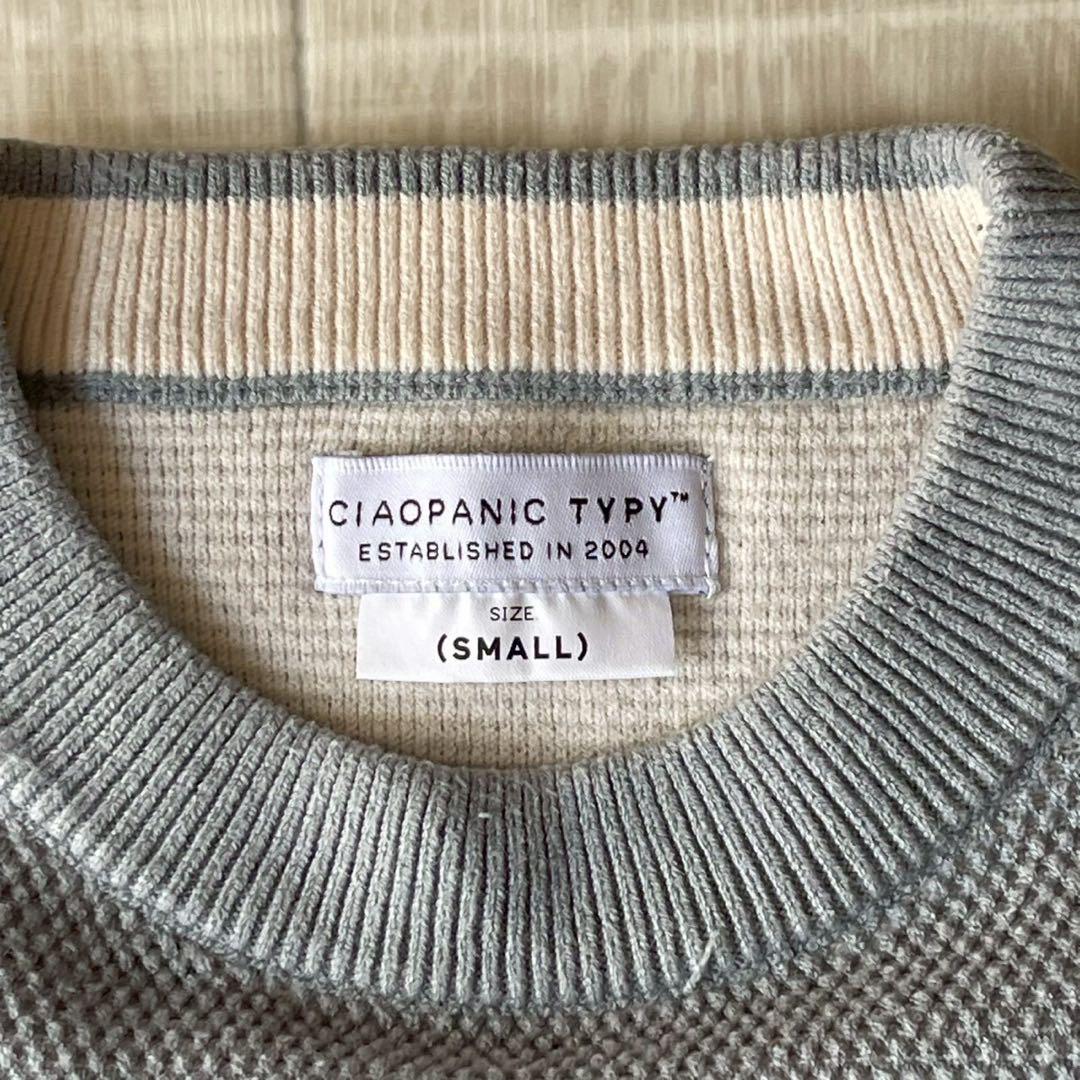 CIAOPANIC TYPY™
ESTABLISHED IN 2004
SIZE
(SMALL)